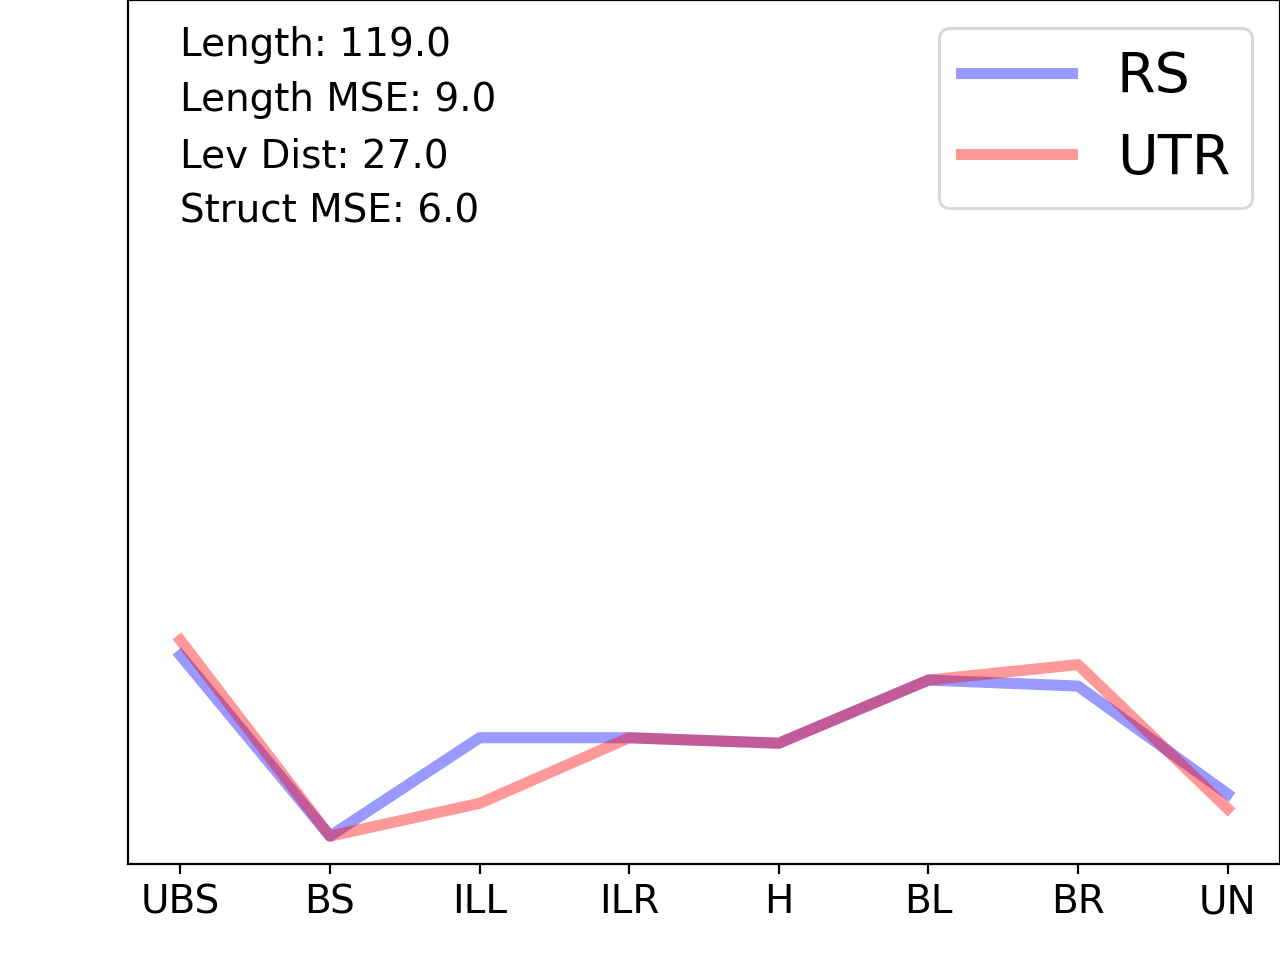 Length: 119.0
Length MSE: 9.0
Lev Dist: 27.0
Struct MSE: 6.0
RS
UTR
UBS BS ILL ILR H BL BR UN